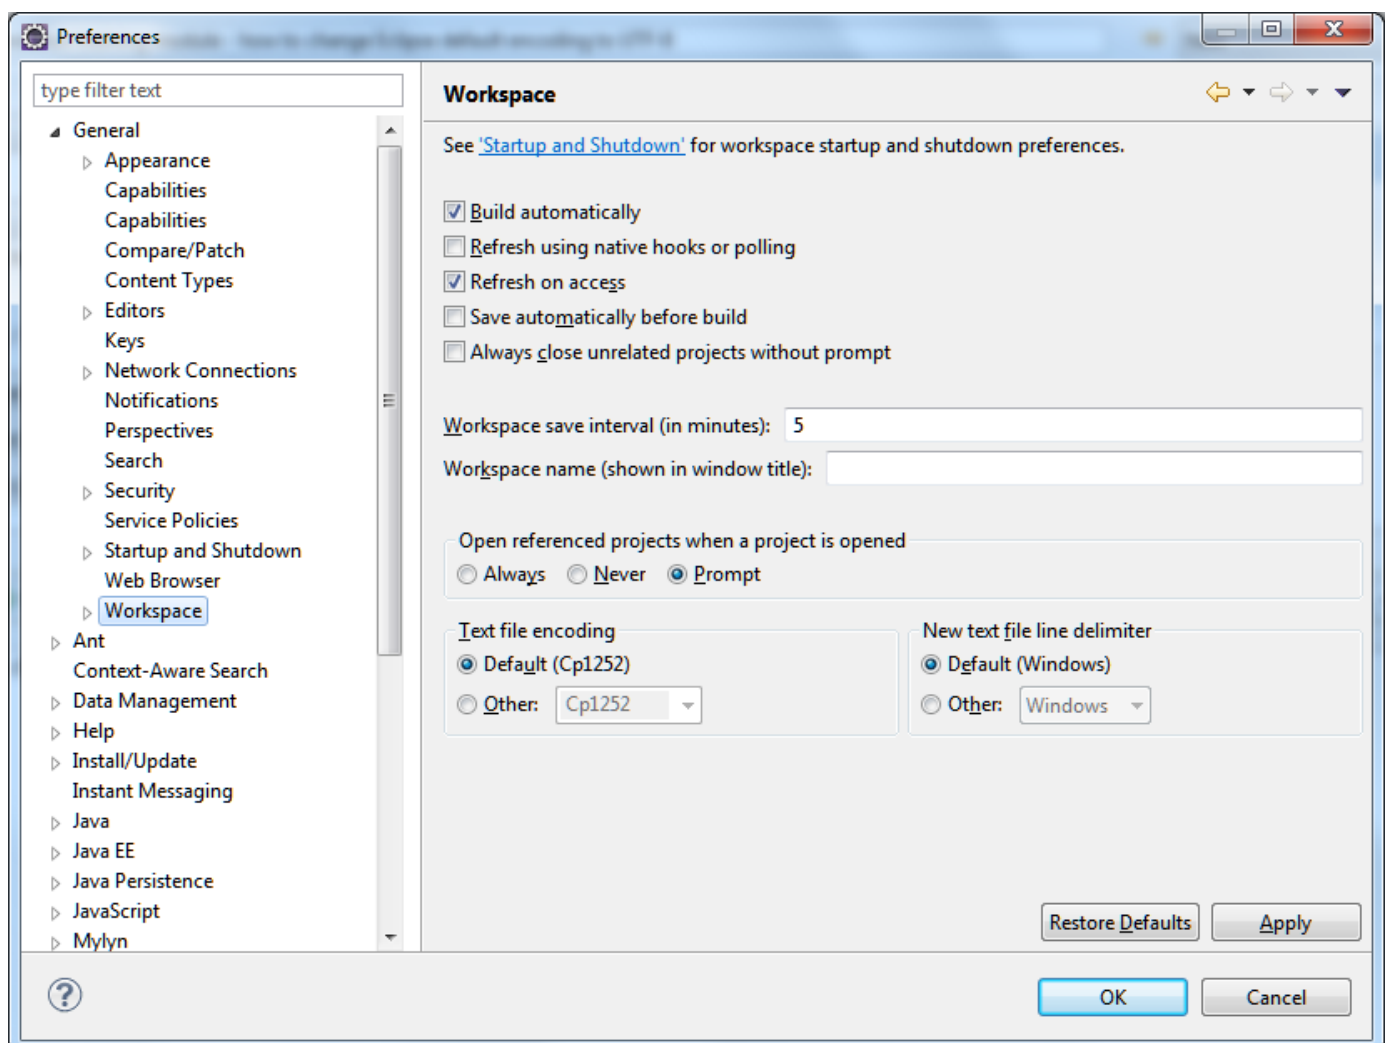 Preferences
type filter text
General
Appearance
Capabilities
Capabilities
Compare/Patch
Content Types
Editors
Keys
Network Connections
Notifications
Perspectives
Search
Security
Service Policies
Startup and Shutdown
Web Browser
Workspace
Ant
Context-Aware Search
Data Management
Help
Install/Update
Instant Messaging
Java
Java EE
Java Persistence
JavaScript
Mylyn
Workspace
See 'Startup and Shutdown' for workspace startup and shutdown preferences.
Build automatically
Refresh using native hooks or polling
Refresh on access
Save automatically before build
Always close unrelated projects without prompt
Workspace save interval (in minutes): 5
Workspace name (shown in window title):
Open referenced projects when a project is opened
Always Never Prompt
Text file encoding
Default (Cp1252)
Other: Cp1252
New text file line delimiter
Default (Windows)
Other: Windows
Restore Defaults Apply
OK Cancel